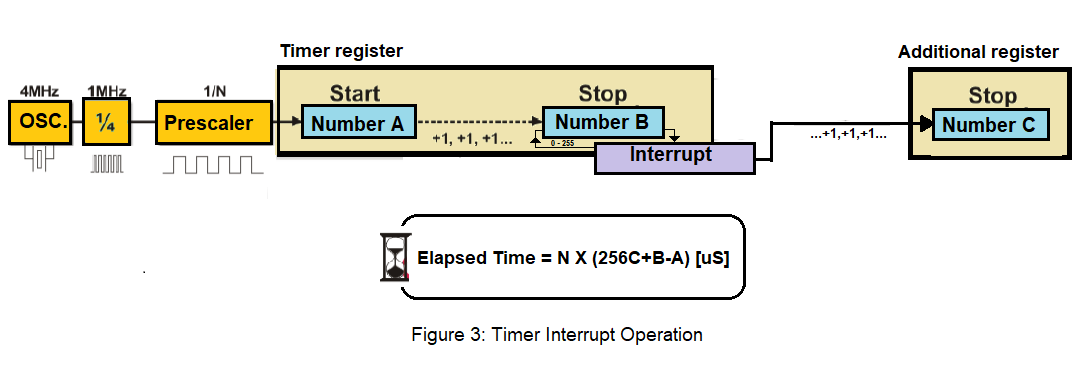 Timer register
Additional register
4MHz
1MHz
1/N
Start
Stop
Stop
OSC.
¼
Prescaler
Number A
+1, +1, +1...
Number B
0 - 255
Interrupt
...+1,+1,+1...
Number C
Elapsed Time = N X (256C+B-A) [uS]
Figure 3: Timer Interrupt Operation